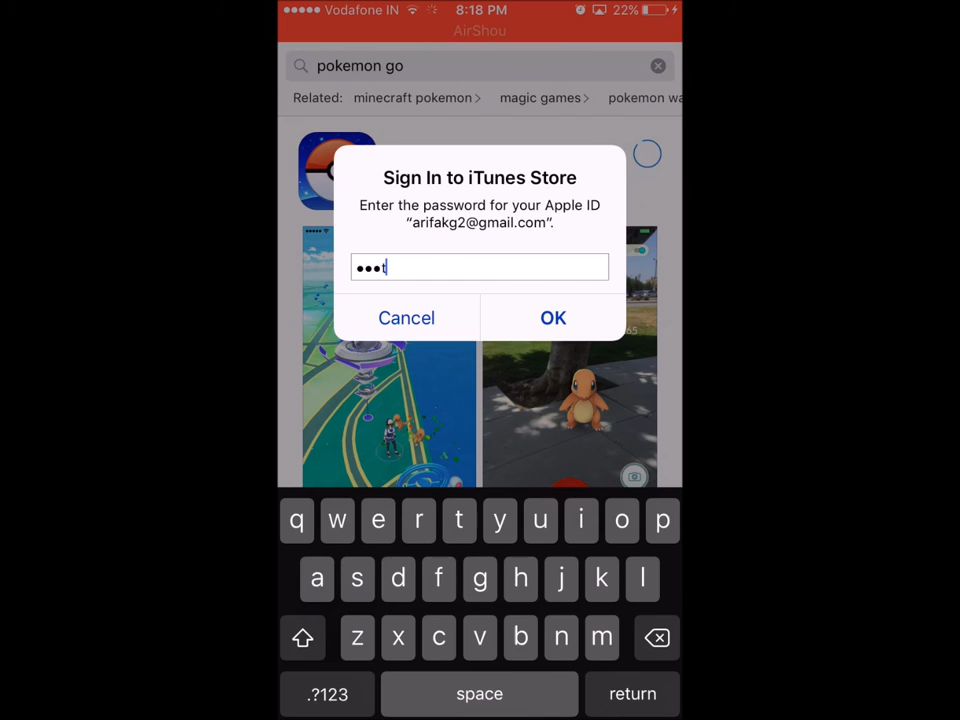 Vodafone IN 8:18 PM 22%
AirShou
pokemon go
Related: minecraft pokemon > magic games > pokemon wa
Sign In to iTunes Store
Enter the password for your Apple ID
“arifakg2@gmail.com”.
●●●t
Cancel OK
q w e r t y u i o p
a s d f g h j k l
z x c v b n m
.?123 space return